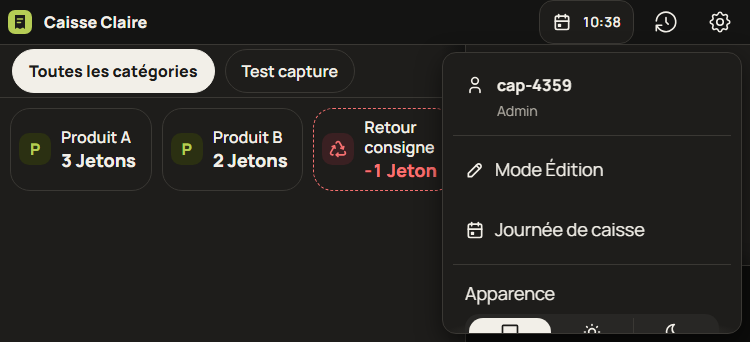 Caisse Claire
10:38
Toutes les catégories
Test capture
P
Produit A
3 Jetons
P
Produit B
2 Jetons
Retour
consigne
-1 Jeton
cap-4359
Admin
Mode Édition
Journée de caisse
Apparence